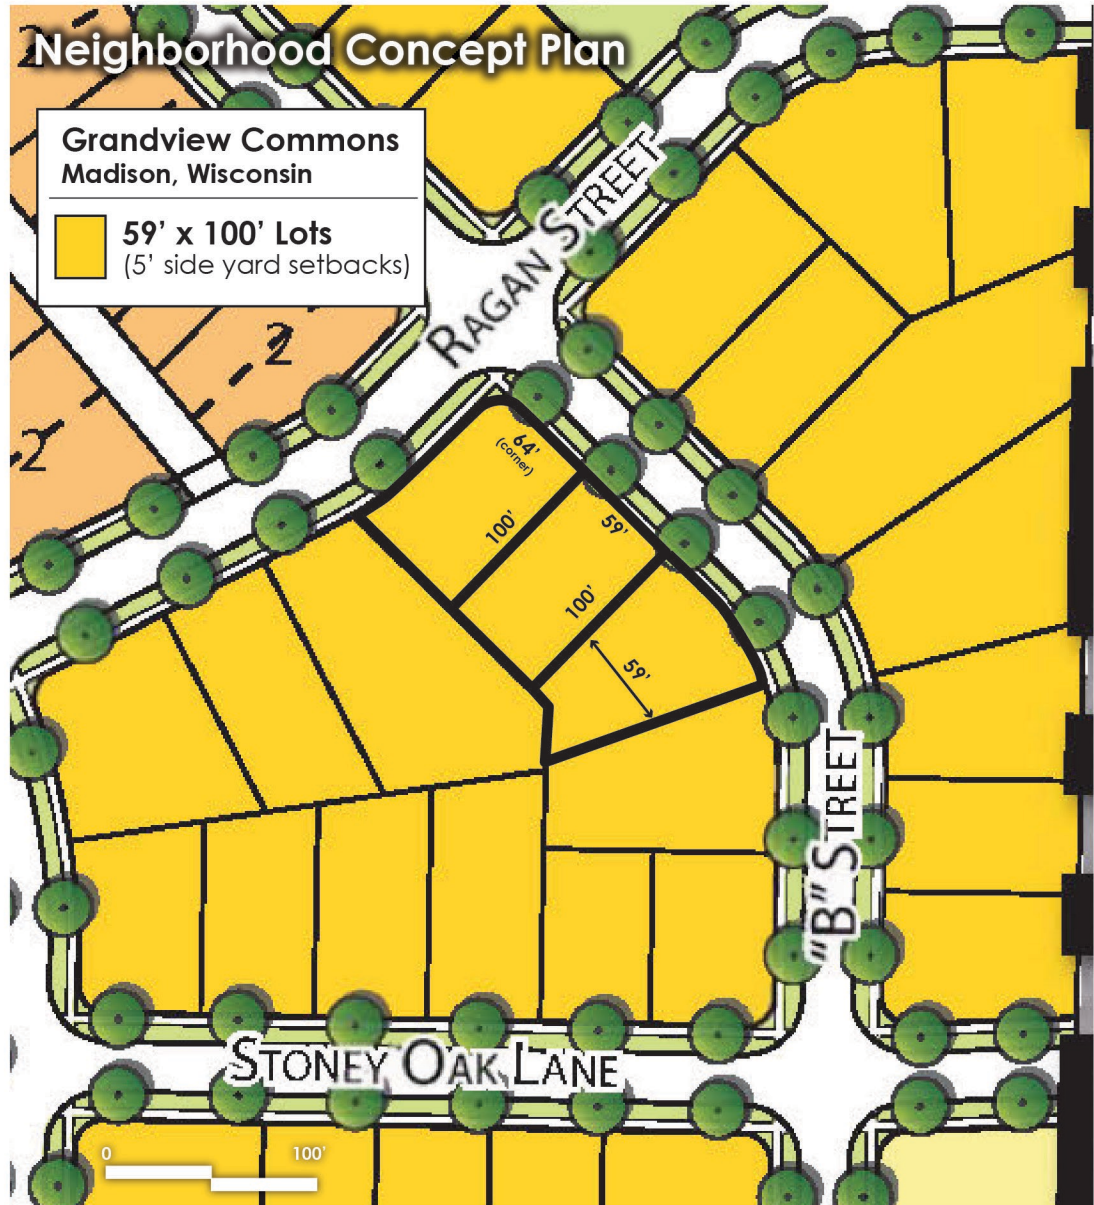 Neighborhood Concept Plan
2
Grandview Commons
Madison, Wisconsin
59' x 100' Lots
(5' side yard setbacks)
RAGAN STREET
2
2
64'
(corner)
100'
59'
100'
59'
"B" STREET
STONEY OAK LANE
0
100'